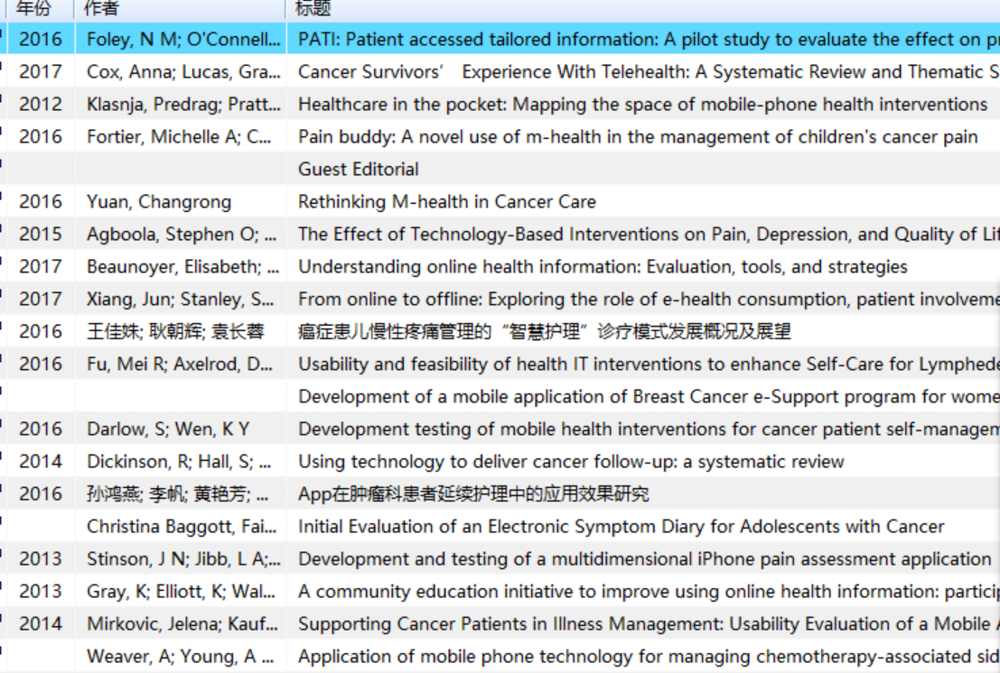 年份 作者 标题
2016 Foley, N M; O'Connell... PATI: Patient accessed tailored information: A pilot study to evaluate the effect on
2017 Cox, Anna; Lucas, Gra... Cancer Survivors' Experience With Telehealth: A Systematic Review and Thematic S
2012 Klasnja, Predrag; Pratt... Healthcare in the pocket: Mapping the space of mobile-phone health interventions
2016 Fortier, Michelle A; C... Pain buddy: A novel use of m-health in the management of children's cancer pain
Guest Editorial
2016 Yuan, Changrong Rethinking M-health in Cancer Care
2015 Agboola, Stephen O; ... The Effect of Technology-Based Interventions on Pain, Depression, and Quality of Lif
2017 Beaunoyer, Elisabeth; ... Understanding online health information: Evaluation, tools, and strategies
2017 Xiang, Jun; Stanley, S... From online to offline: Exploring the role of e-health consumption, patient involveme
2016 王佳姝; 耿朝辉; 袁长蓉 癌症患儿慢性疼痛管理的“智慧护理”诊疗模式发展概况及展望
2016 Fu, Mei R; Axelrod, D... Usability and feasibility of health IT interventions to enhance Self-Care for Lymphede
Development of a mobile application of Breast Cancer e-Support program for wome
2016 Darlow, S; Wen, K Y Development testing of mobile health interventions for cancer patient self-managem
2014 Dickinson, R; Hall, S; ... Using technology to deliver cancer follow-up: a systematic review
2016 孙鸿燕; 李帆; 黄艳芳; ... App在肿瘤科患者延续护理中的应用效果研究
Christina Baggott, Fai... Initial Evaluation of an Electronic Symptom Diary for Adolescents with Cancer
2013 Stinson, J N; Jibb, L A;... Development and testing of a multidimensional iPhone pain assessment application
2013 Gray, K; Elliott, K; Wal... A community education initiative to improve using online health information: particip
2014 Mirkovic, Jelena; Kauf... Supporting Cancer Patients in Illness Management: Usability Evaluation of a Mobile A
Weaver, A; Young, A ... Application of mobile phone technology for managing chemotherapy-associated sid